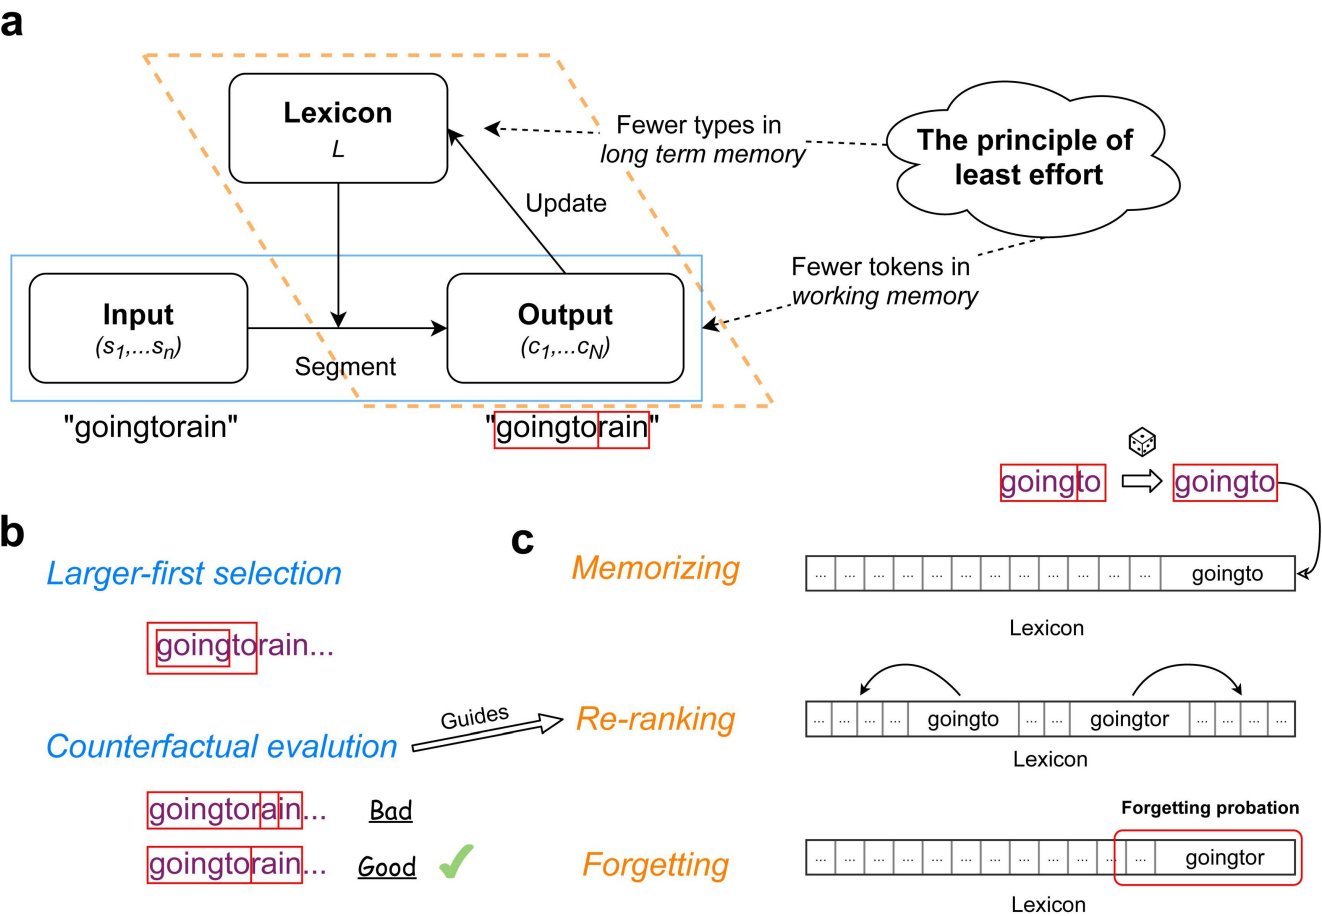 a
Lexicon
L
Fewer types in
long term memory
The principle of
least effort
Update
Fewer tokens in
working memory
Input
(s1,...sn)
Output
(c1,...cN)
Segment
"goingtorain"
"goingtorain"
goingto
goingto
b
Larger-first selection
goingtorain...
Counterfactual evalution
Guides
goingtorain...
Bad
goingtorain...
Good
c
Memorizing
... ... ... ... ... ... ... ... ... ... ... ... goingto
Lexicon
Re-ranking
... ... ... ... goingto ... ... goingtor ... ... ... ...
Lexicon
Forgetting probation
Forgetting
... ... ... ... ... ... ... ... ... ... ... ... goingtor
Lexicon